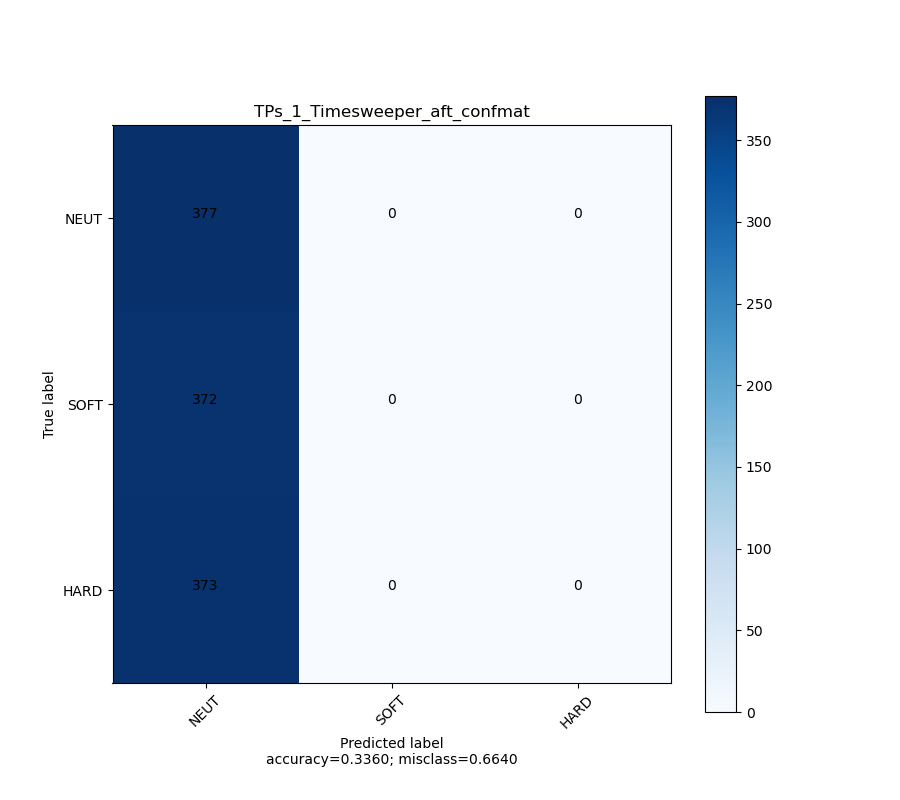 TPs_1_Timesweeper_aft_confmat
NEUT
377
0
0
SOFT
372
0
0
HARD
373
0
0
True label
NEUT
SOFT
HARD
Predicted label
accuracy=0.3360; misclass=0.6640
350
300
250
200
150
100
50
0